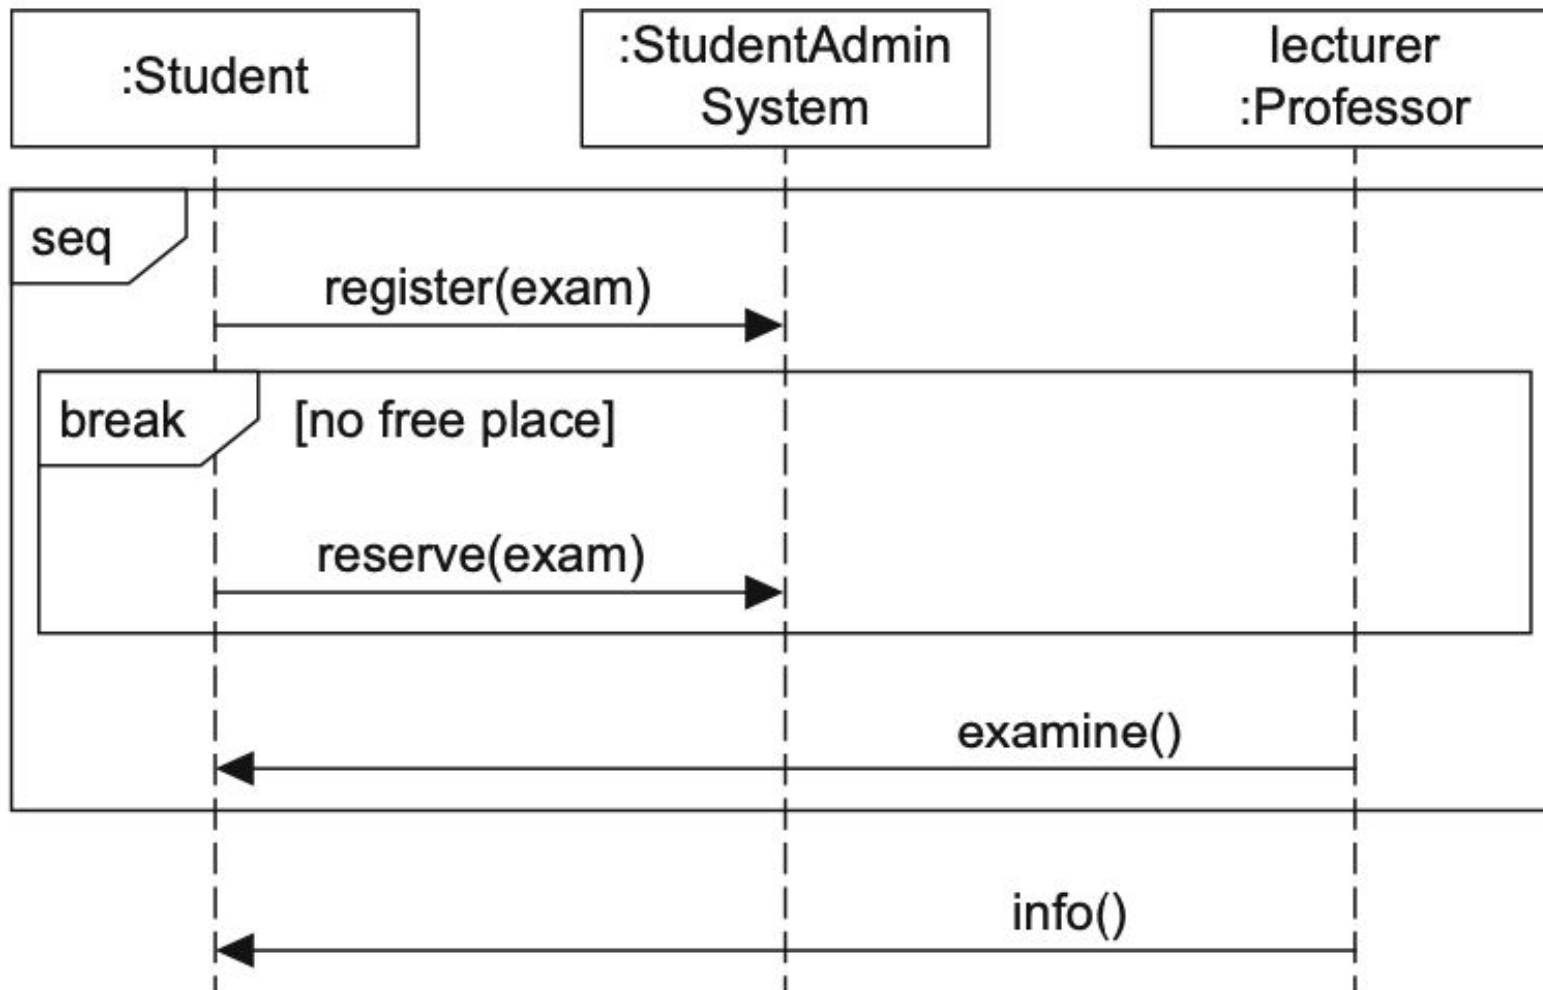 :Student
:StudentAdmin
System
lecturer
:Professor
seq
register(exam)
break
[no free place]
reserve(exam)
examine()
info()